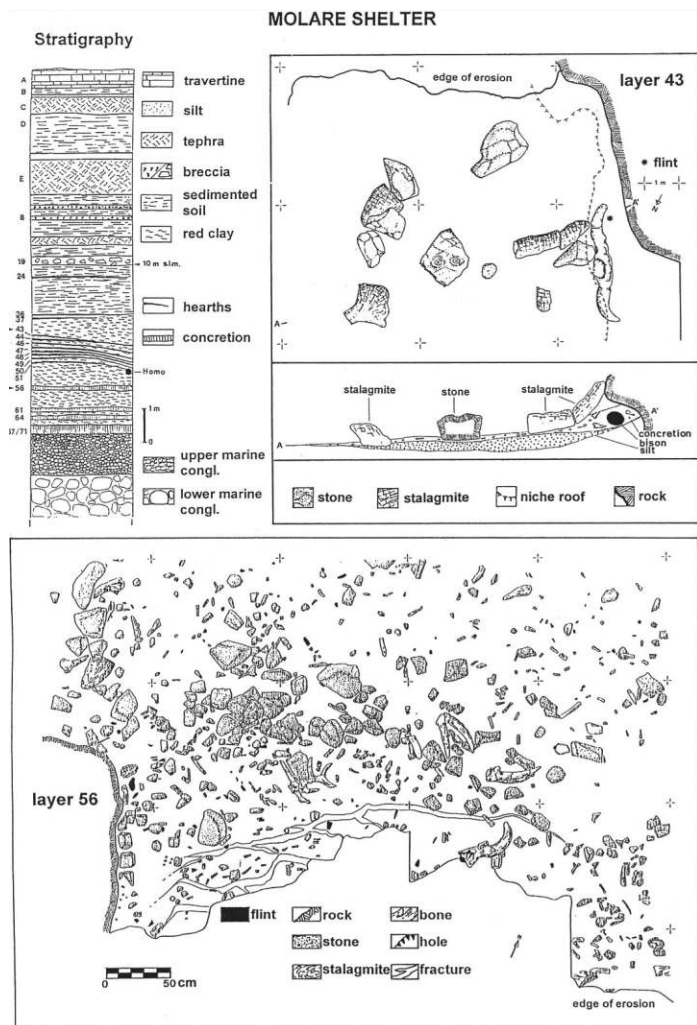 MOLARE SHELTER
Stratigraphy
A
B
C
D
E
8
19
24
36
37
43
44
46
47
48
49
50
51
56
61
64
67/71
10 m s.l.m.
Homo
1 m
0
travertine
silt
tephra
breccia
sedimented
soil
red clay
hearths
concretion
upper marine
congl.
lower marine
congl.
edge of erosion
layer 43
flint
1 m
A'
N
A
stalagmite
stone
stalagmite
A'
A
concretion
bison
silt
stone
stalagmite
niche roof
rock
layer 56
flint
rock
bone
stone
hole
stalagmite
fracture
0
50
cm
edge of erosion